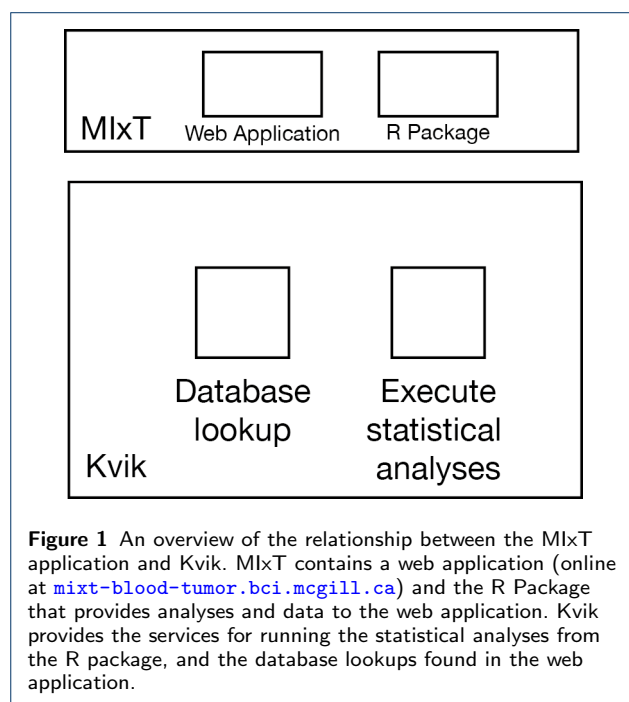 MIxT
Web Application
R Package
Database
lookup
Execute
statistical
analyses
Kvik
Figure 1 An overview of the relationship between the MIxT
application and Kvik. MIxT contains a web application (online
at mixt-blood-tumor.bci.mcgill.ca) and the R Package
that provides analyses and data to the web application. Kvik
provides the services for running the statistical analyses from
the R package, and the database lookups found in the web
application.